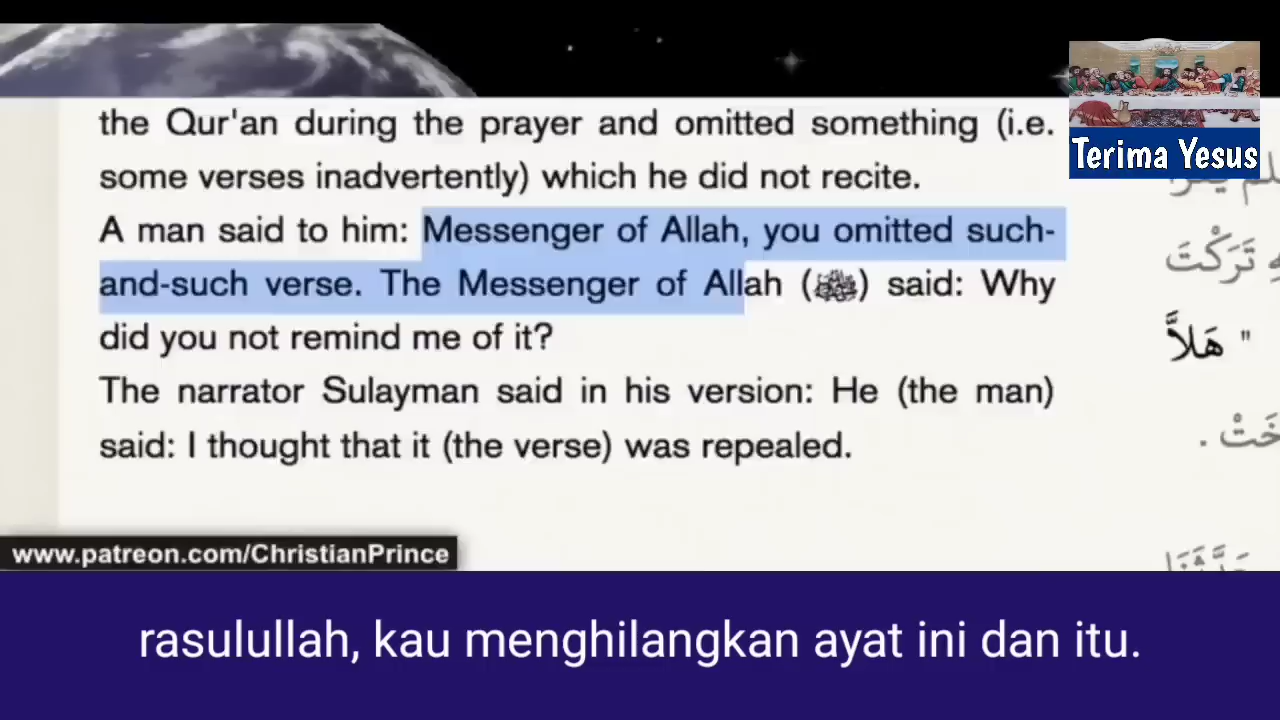 the Qur'an during the prayer and omitted something (i.e.
some verses inadvertently) which he did not recite.
A man said to him: Messenger of Allah, you omitted such-
and-such verse. The Messenger of Allah (ﷺ) said: Why
did you not remind me of it?
The narrator Sulayman said in his version: He (the man)
said: I thought that it (the verse) was repealed.
Terima Yesus
تَرَكْتَ
" هَلاَّ
www.patreon.com/ChristianPrince
rasulullah, kau menghilangkan ayat ini dan itu.